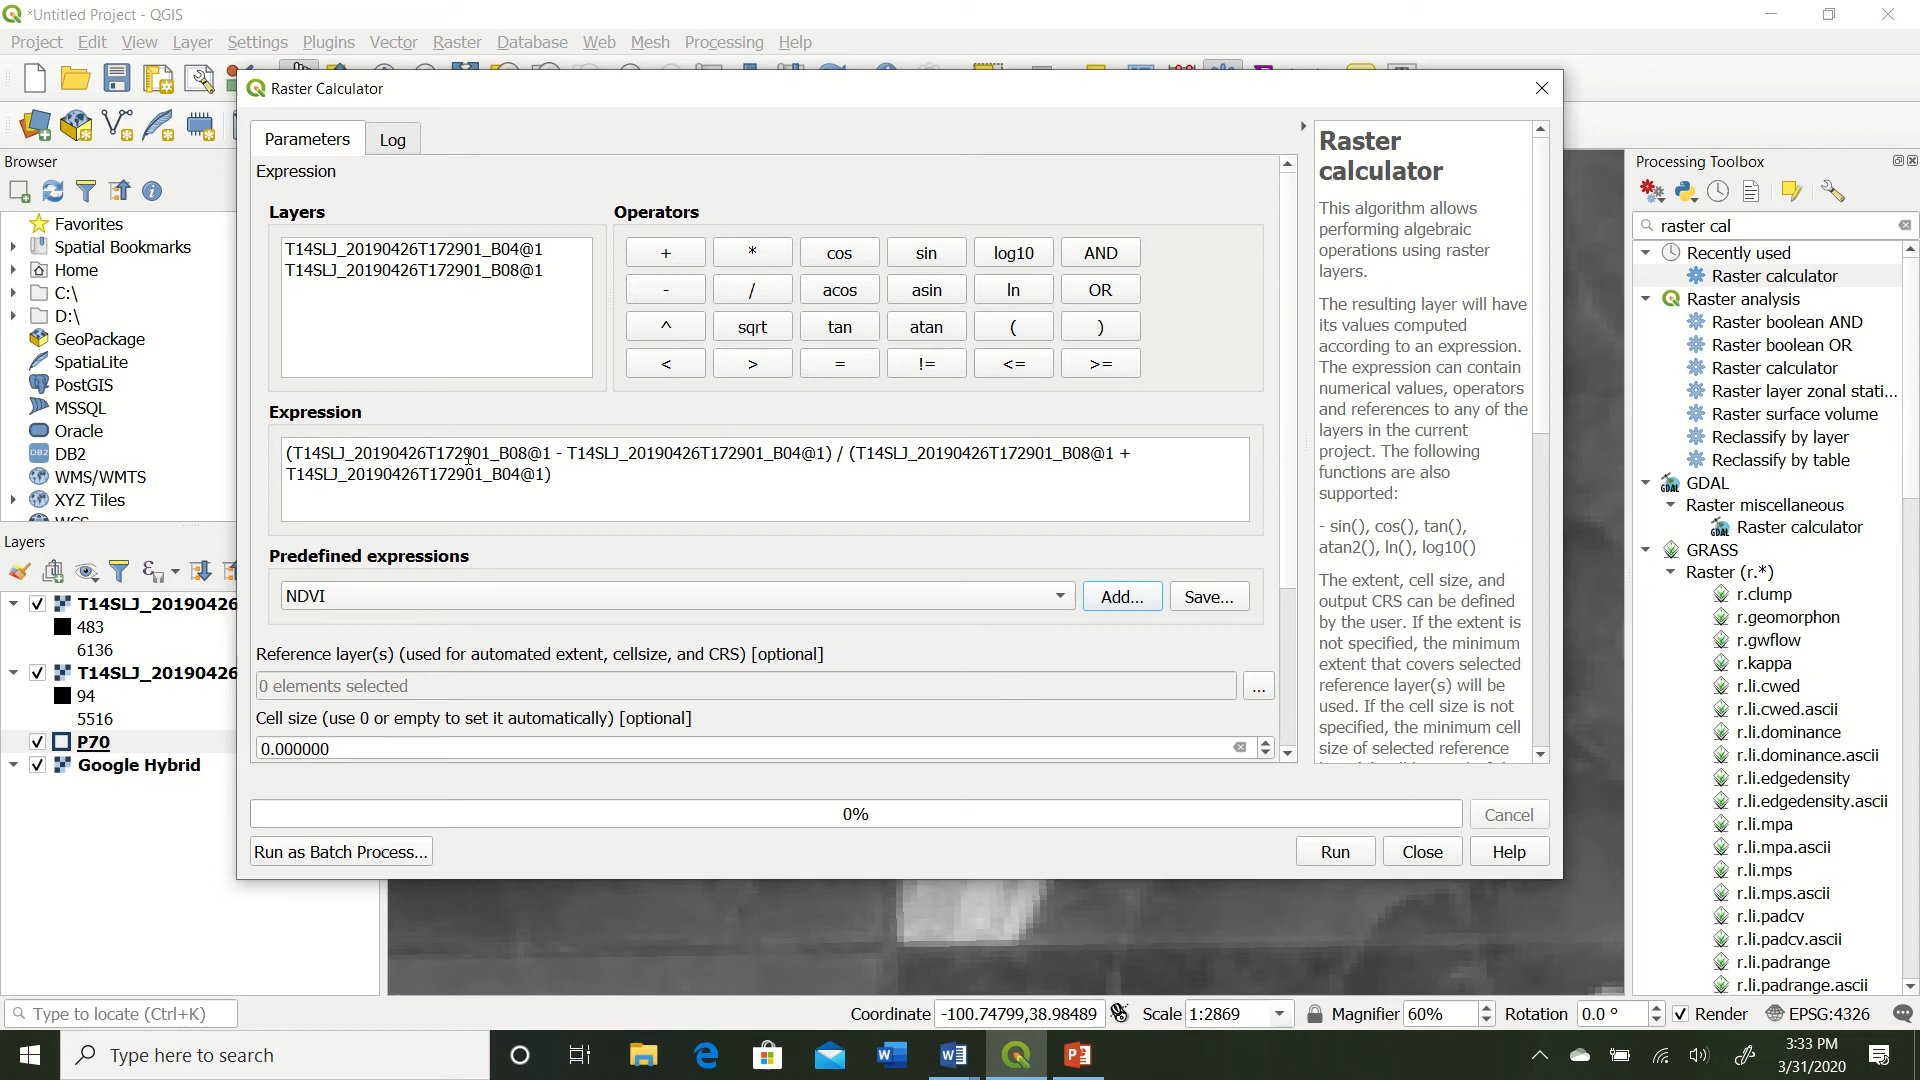 *Untitled Project - QGIS
Project Edit View Layer Settings Plugins Vector Raster Database Web Mesh Processing Help
Raster Calculator
Parameters Log
Expression
Layers
T14SLJ_20190426T172901_B04@1
T14SLJ_20190426T172901_B08@1
Operators
+ * cos sin log10 AND
- / acos asin ln OR
^ sqrt tan atan ( )
< > = != <= >=
Expression
(T14SLJ_20190426T172901_B08@1 - T14SLJ_20190426T172901_B04@1) / (T14SLJ_20190426T172901_B08@1 +
T14SLJ_20190426T172901_B04@1)
Predefined expressions
NDVI Add... Save...
Reference layer(s) (used for automated extent, cellsize, and CRS) [optional]
0 elements selected ...
Cell size (use 0 or empty to set it automatically) [optional]
0.000000
0% Cancel
Run as Batch Process... Run Close Help
Raster
calculator
This algorithm allows
performing algebraic
operations using raster
layers.
The resulting layer will have
its values computed
according to an expression.
The expression can contain
numerical values, operators
and references to any of the
layers in the current
project. The following
functions are also
supported:
- sin(), cos(), tan(),
atan2(), ln(), log10()
The extent, cell size, and
output CRS can be defined
by the user. If the extent is
not specified, the minimum
extent that covers selected
reference layer(s) will be
used. If the cell size is not
specified, the minimum cell
size of selected reference
Browser
Favorites
Spatial Bookmarks
Home
C:\
D:\
GeoPackage
SpatiaLite
PostGIS
MSSQL
Oracle
DB2
WMS/WMTS
XYZ Tiles
Layers
T14SLJ_20190426
483
6136
T14SLJ_20190426
94
5516
P70
Google Hybrid
Processing Toolbox
raster cal
Recently used
Raster calculator
Raster analysis
Raster boolean AND
Raster boolean OR
Raster calculator
Raster layer zonal stati...
Raster surface volume
Reclassify by layer
Reclassify by table
GDAL
Raster miscellaneous
Raster calculator
GRASS
Raster (r.*)
r.clump
r.geomorphon
r.gwflow
r.kappa
r.li.cwed
r.li.cwed.ascii
r.li.dominance
r.li.dominance.ascii
r.li.edgedensity
r.li.edgedensity.ascii
r.li.mpa
r.li.mpa.ascii
r.li.mps
r.li.mps.ascii
r.li.padcv
r.li.padcv.ascii
r.li.padrange
r.li.padrange.ascii
Type to locate (Ctrl+K) Coordinate -100.74799,38.98489 Scale 1:2869 Magnifier 60% Rotation 0.0 ° Render EPSG:4326
Type here to search 3:33 PM
3/31/2020